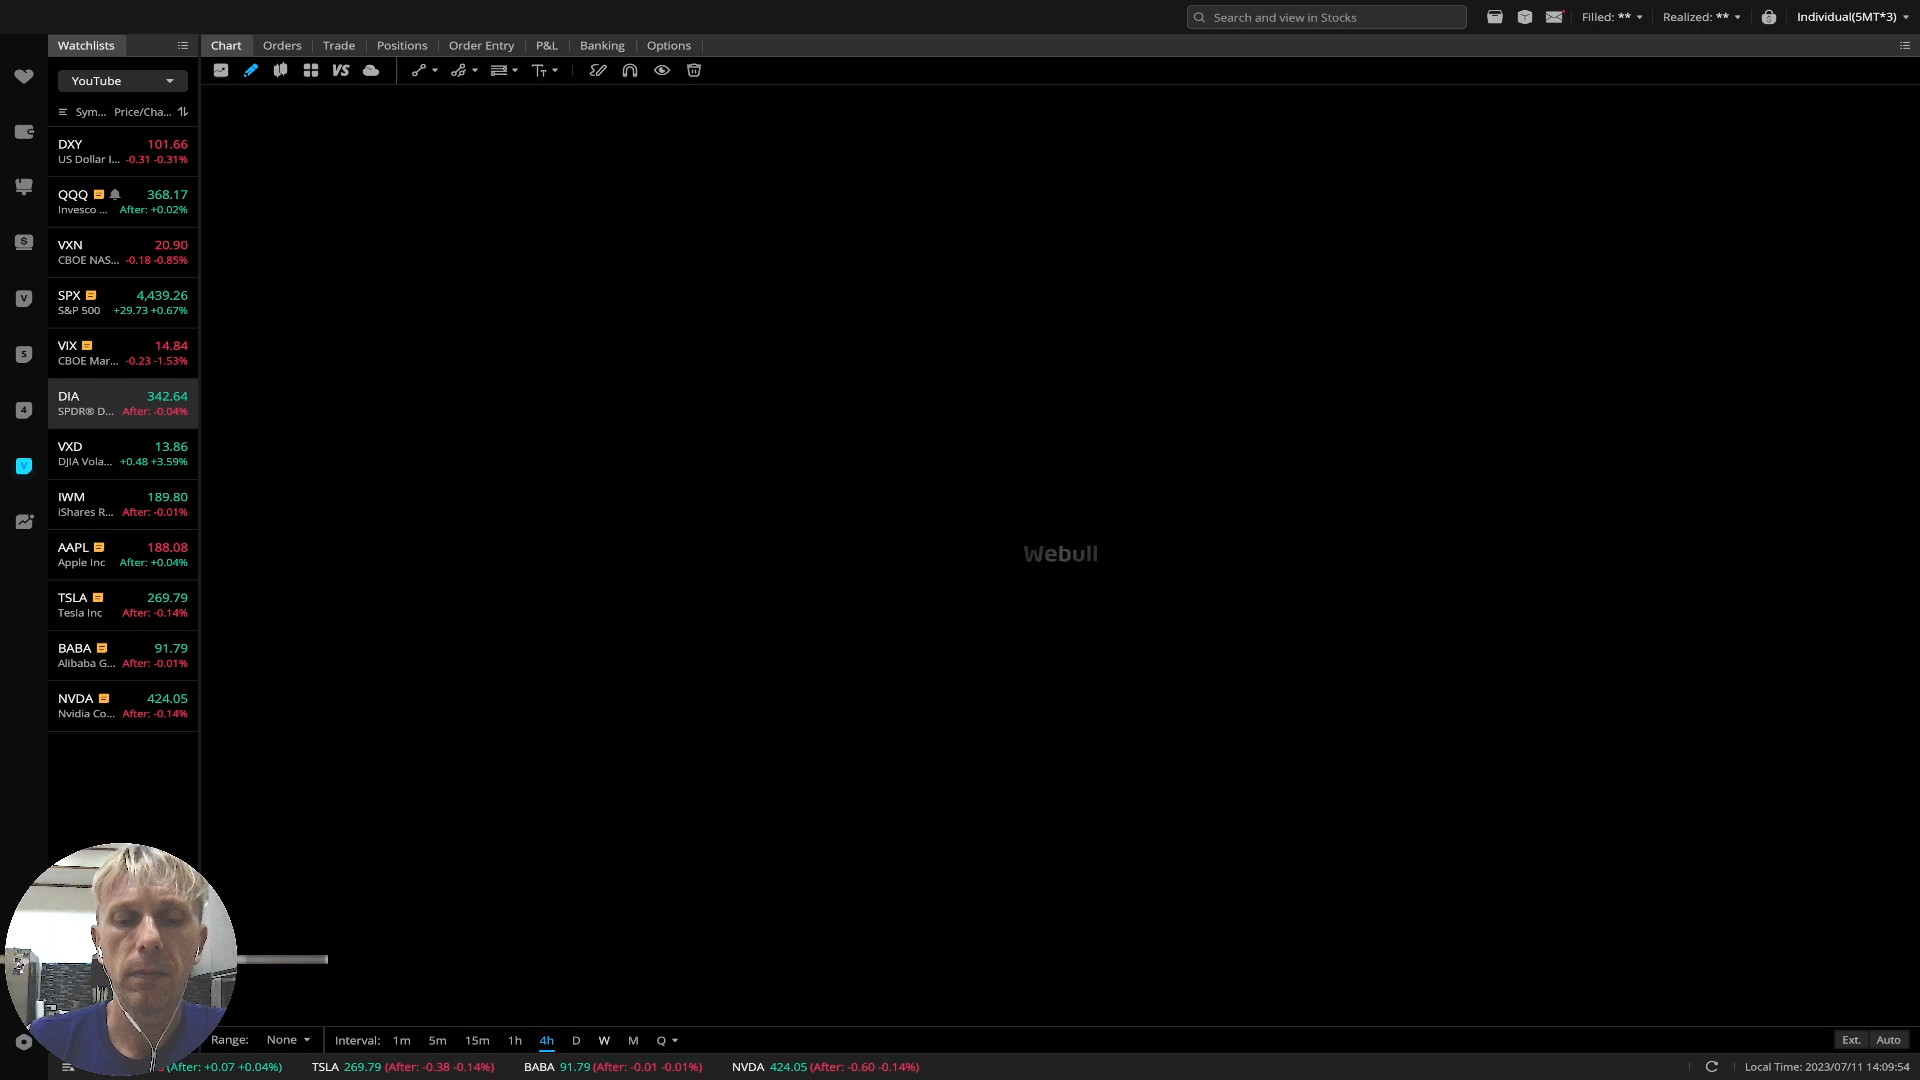 Search and view in Stocks
Filled: **
Realized: **
Individual(5MT*3)
Watchlists
Chart
Orders
Trade
Positions
Order Entry
P&L
Banking
Options
YouTube
VS
Sym... Price/Cha...
DXY 101.66
US Dollar I... -0.31 -0.31%
QQQ 368.17
Invesco ... After: +0.02%
VXN 20.90
CBOE NAS... -0.18 -0.85%
SPX 4,439.26
S&P 500 +29.73 +0.67%
VIX 14.84
CBOE Mar... -0.23 -1.53%
DIA 342.64
SPDR® D... After: -0.04%
VXD 13.86
DJIA Vola... +0.48 +3.59%
IWM 189.80
iShares R... After: -0.01%
AAPL 188.08
Apple Inc After: +0.04%
TSLA 269.79
Tesla Inc After: -0.14%
BABA 91.79
Alibaba G... After: -0.01%
NVDA 424.05
Nvidia Co... After: -0.14%
Webull
Range: None Interval: 1m 5m 15m 1h 4h D W M Q
Ext. Auto
(After: +0.07 +0.04%) TSLA 269.79 (After: -0.38 -0.14%) BABA 91.79 (After: -0.01 -0.01%) NVDA 424.05 (After: -0.60 -0.14%)
Local Time: 2023/07/11 14:09:54